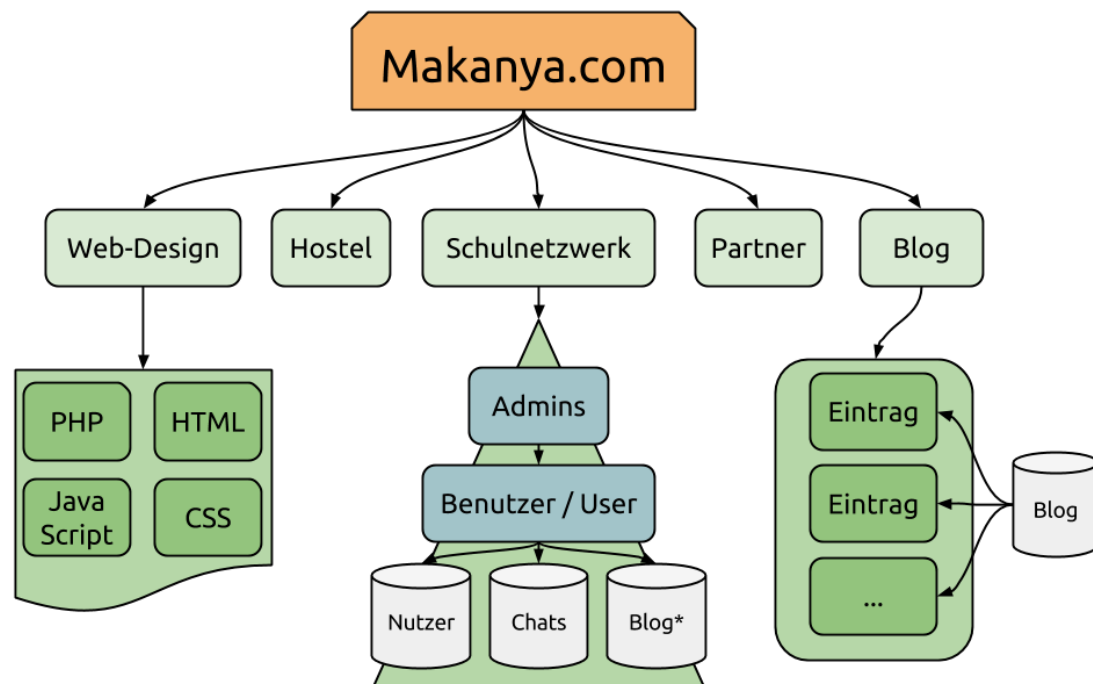 Makanya.com
Web-Design
Hostel
Schulnetzwerk
Partner
Blog
PHP
HTML
Java
Script
CSS
Admins
Benutzer / User
Nutzer
Chats
Blog*
Eintrag
Eintrag
...
Blog